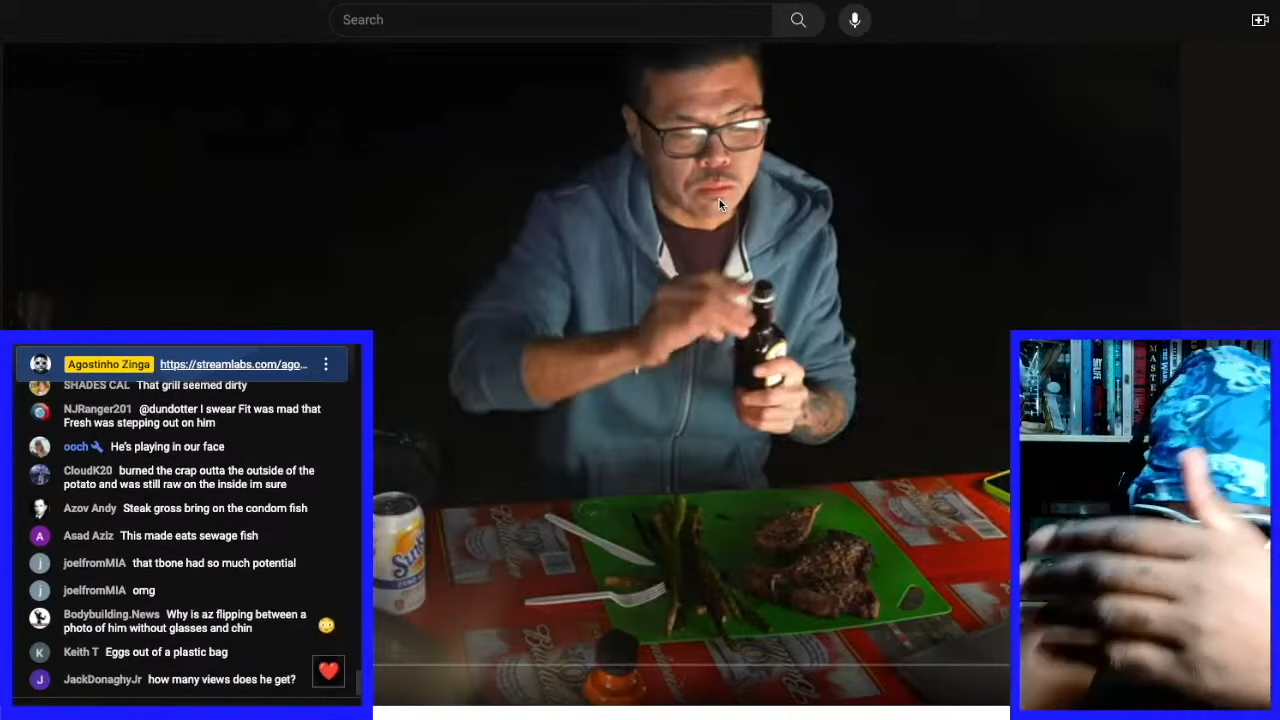 Search
Agostinho Zinga https://streamlabs.com/ago...
SHADES CAL That grill seemed dirty
NJRanger201 @dundotter I swear Fit was mad that
Fresh was stepping out on him
ooch He's playing in our face
CloudK20 burned the crap outta the outside of the
potato and was still raw on the inside im sure
Azov Andy Steak gross bring on the condom fish
A Asad Aziz This made eats sewage fish
j joelfromMIA that tbone had so much potential
j joelfromMIA omg
Bodybuilding.News Why is az flipping between a
photo of him without glasses and chin
K Keith T Eggs out of a plastic bag
J JackDonaghyJr how many views does he get?
MASTE